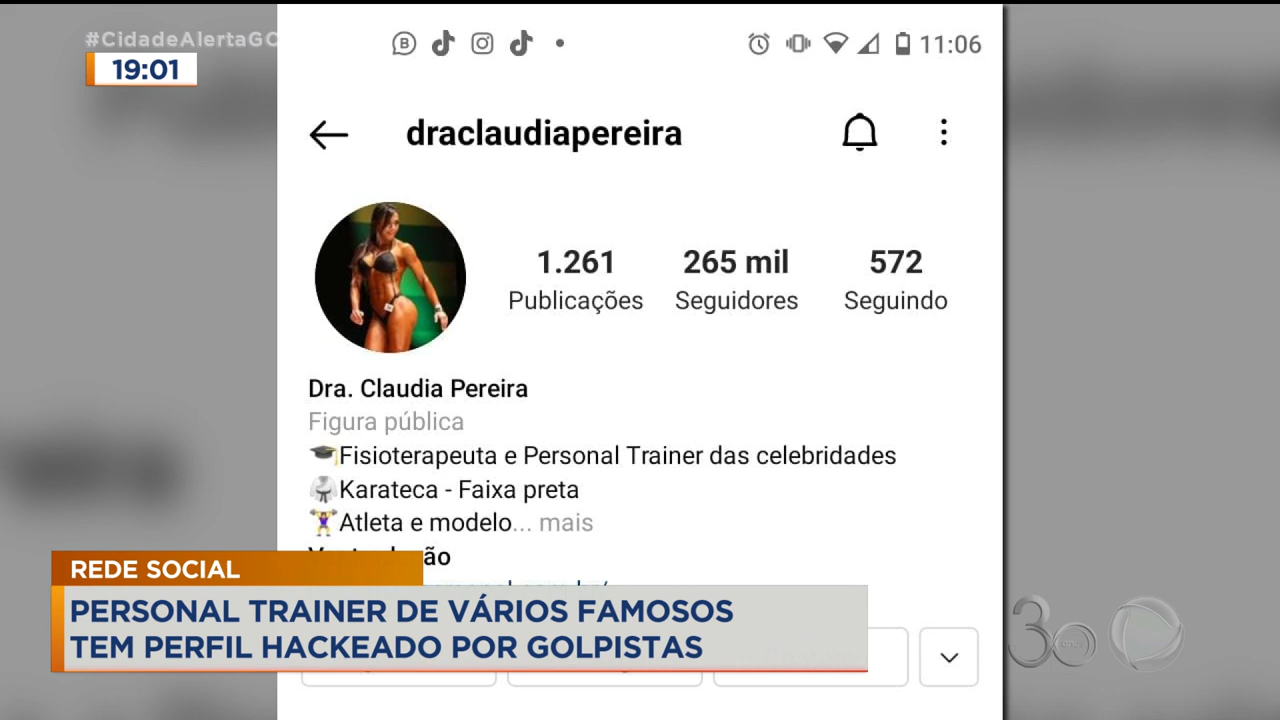 #CidadeAlertaGO
19:01
11:06
draclaudiapereira
1.261
265 mil
572
Publicações
Seguidores
Seguindo
Dra. Claudia Pereira
Figura pública
🎓Fisioterapeuta e Personal Trainer das celebridades
🥋Karateca - Faixa preta
🏋️‍♀️Atleta e modelo... mais
REDE SOCIAL
PERSONAL TRAINER DE VÁRIOS FAMOSOS
TEM PERFIL HACKEADO POR GOLPISTAS
30